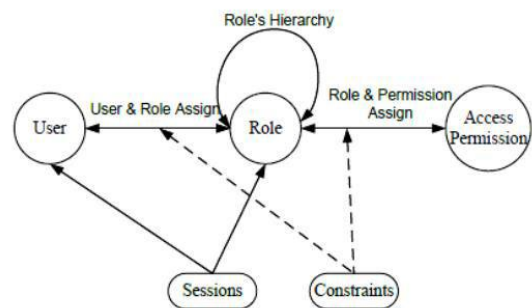 Role's Hierarchy
User & Role Assign
Role & Permission
Assign
User
Role
Access
Permission
Sessions
Constraints